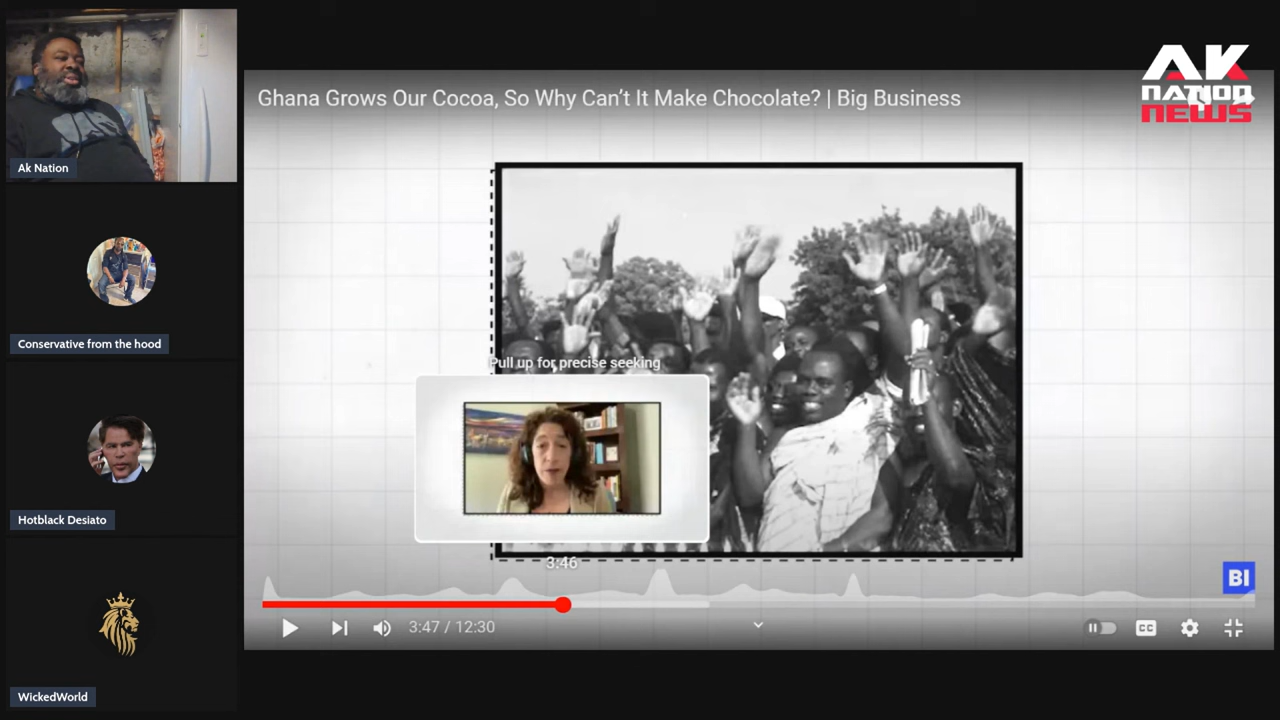 Ak Nation
Conservative from the hood
Hotblack Desiato
WickedWorld
Ghana Grows Our Cocoa, So Why Can't It Make Chocolate? | Big Business
AK
NATION
NEWS
Pull up for precise seeking
3:46
3:47 / 12:30
CC
BI